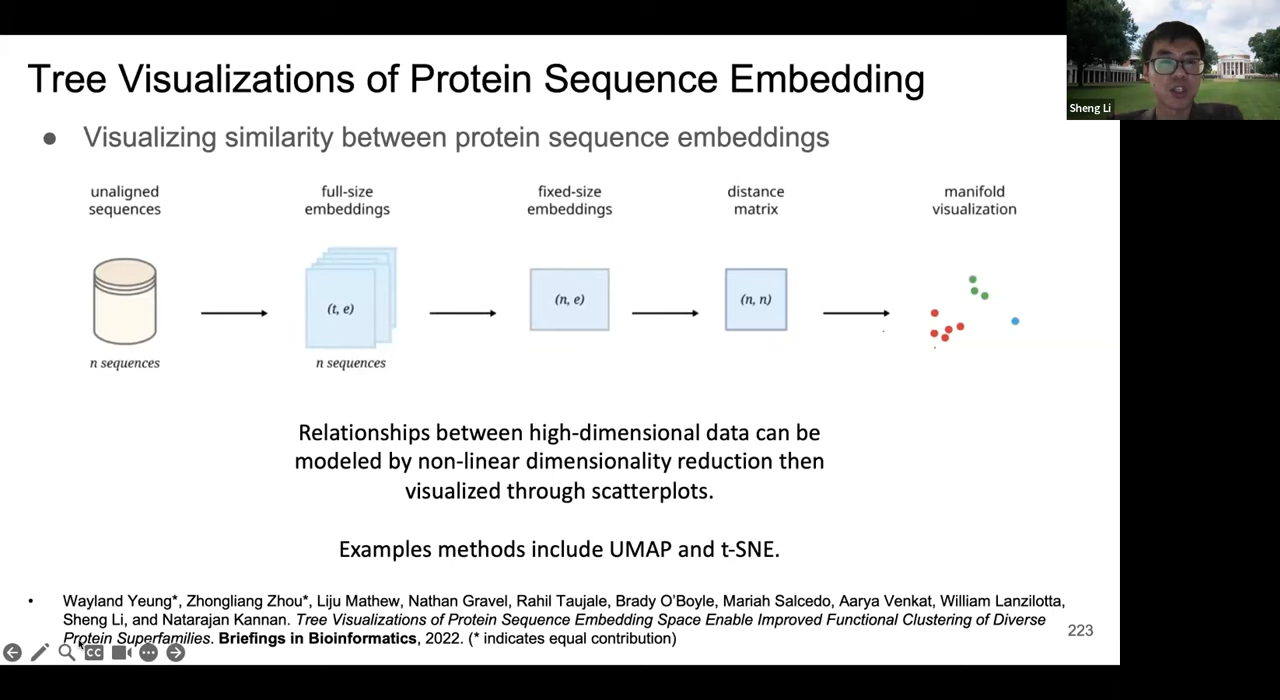 Tree Visualizations of Protein Sequence Embedding
Sheng Li
● Visualizing similarity between protein sequence embeddings
unaligned
sequences
full-size
embeddings
fixed-size
embeddings
distance
matrix
manifold
visualization
(t, e)
(n, e)
(n, n)
n sequences
n sequences
Relationships between high-dimensional data can be
modeled by non-linear dimensionality reduction then
visualized through scatterplots.
Examples methods include UMAP and t-SNE.
• Wayland Yeung*, Zhongliang Zhou*, Liju Mathew, Nathan Gravel, Rahil Taujale, Brady O'Boyle, Mariah Salcedo, Aarya Venkat, William Lanzilotta,
Sheng Li, and Natarajan Kannan. Tree Visualizations of Protein Sequence Embedding Space Enable Improved Functional Clustering of Diverse
Protein Superfamilies. Briefings in Bioinformatics, 2022. (* indicates equal contribution)
223
CC